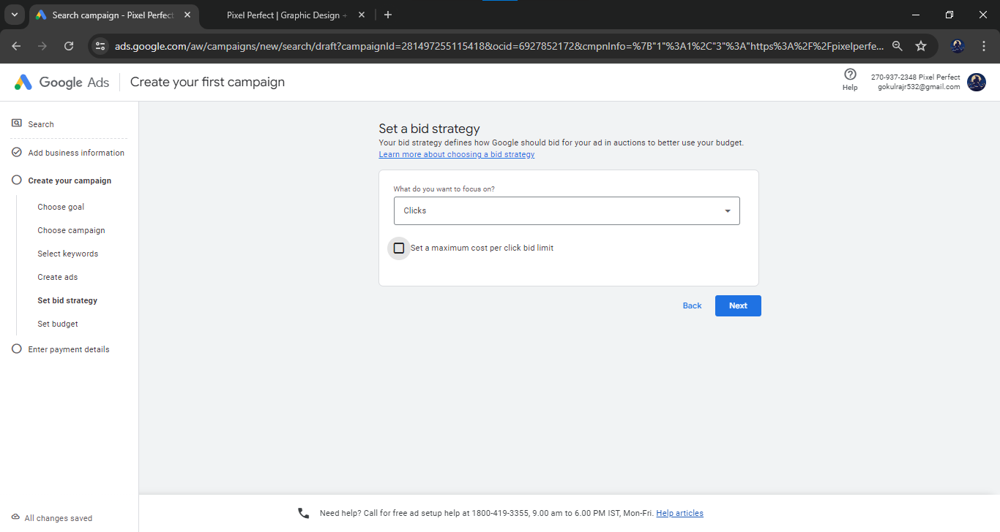 Search campaign - Pixel Perfect
Pixel Perfect | Graphic Design +
ads.google.com/aw/campaigns/new/search/draft?campaignId=281497255115418&ocid=6927852172&cmpnInfo=%7B"1"%3A1%2C"3"%3A"https%3A%2F%2Fpixelperfe...
Google Ads
Create your first campaign
Help
270-937-2348 Pixel Perfect
gokulrajr532@gmail.com
Search
Add business information
Create your campaign
Choose goal
Choose campaign
Select keywords
Create ads
Set bid strategy
Set budget
Enter payment details
All changes saved
Set a bid strategy
Your bid strategy defines how Google should bid for your ad in auctions to better use your budget.
Learn more about choosing a bid strategy
What do you want to focus on?
Clicks
Set a maximum cost per click bid limit
Back
Next
Need help? Call for free ad setup help at 1800-419-3355, 9.00 am to 6.00 PM IST, Mon-Fri. Help articles